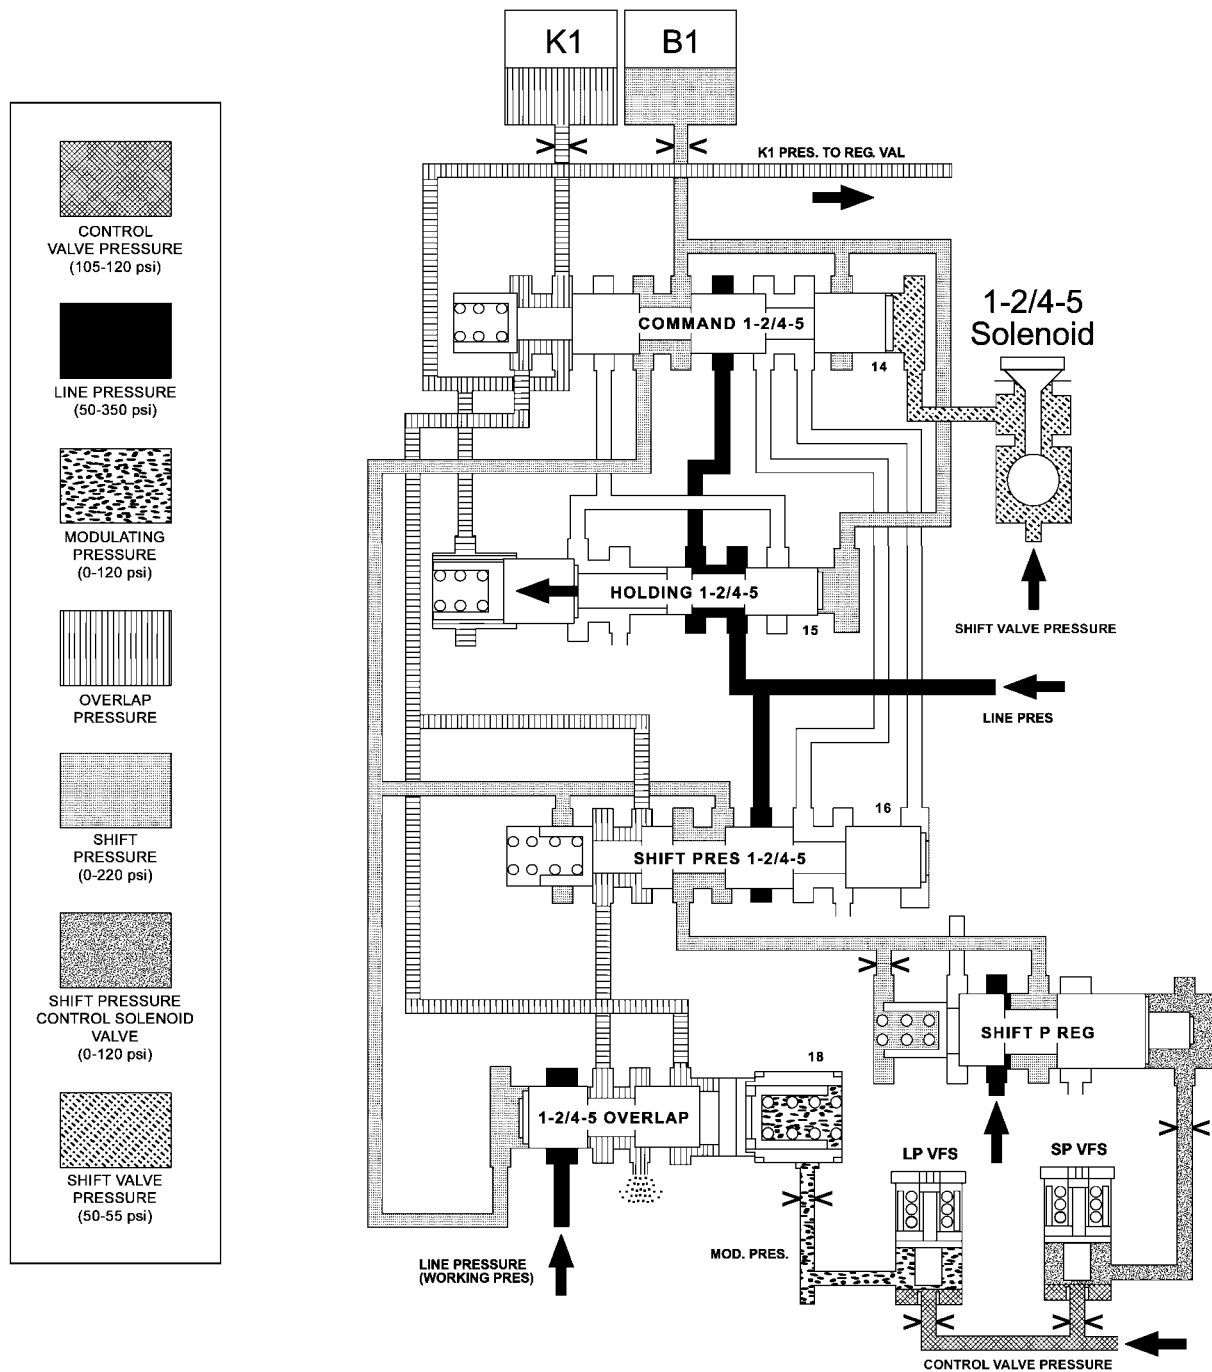 K1
B1
K1 PRES. TO REG. VAL
CONTROL
VALVE PRESSURE
(105-120 psi)
LINE PRESSURE
(50-350 psi)
MODULATING
PRESSURE
(0-120 psi)
OVERLAP
PRESSURE
SHIFT
PRESSURE
(0-220 psi)
SHIFT PRESSURE
CONTROL SOLENOID
VALVE
(0-120 psi)
SHIFT VALVE
PRESSURE
(50-55 psi)
COMMAND 1-2/4-5
14
1-2/4-5
Solenoid
SHIFT VALVE PRESSURE
HOLDING 1-2/4-5
15
LINE PRES
16
SHIFT PRES 1-2/4-5
SHIFT P REG
18
1-2/4-5 OVERLAP
LINE PRESSURE
(WORKING PRES)
MOD. PRES.
LP VFS
SP VFS
CONTROL VALVE PRESSURE